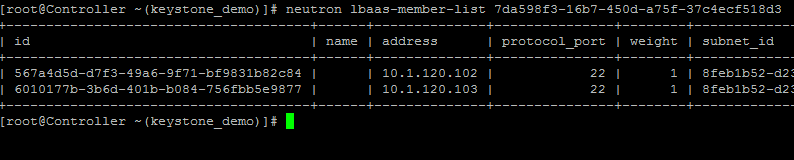 [root@Controller ~(keystone_demo)]# neutron lbaas-member-list 7da598f3-16b7-450d-a75f-37c4ecf518d3
+--------------------------------------+------+--------------+---------------+--------+-------------
| id | name | address | protocol_port | weight | subnet_id
+--------------------------------------+------+--------------+---------------+--------+-------------
| 567a4d5d-d7f3-49a6-9f71-bf9831b82c84 | | 10.1.120.102 | 22 | 1 | 8feb1b52-d23
| 6010177b-3b6d-401b-b084-756fbb5e9877 | | 10.1.120.103 | 22 | 1 | 8feb1b52-d23
+--------------------------------------+------+--------------+---------------+--------+-------------
[root@Controller ~(keystone_demo)]#